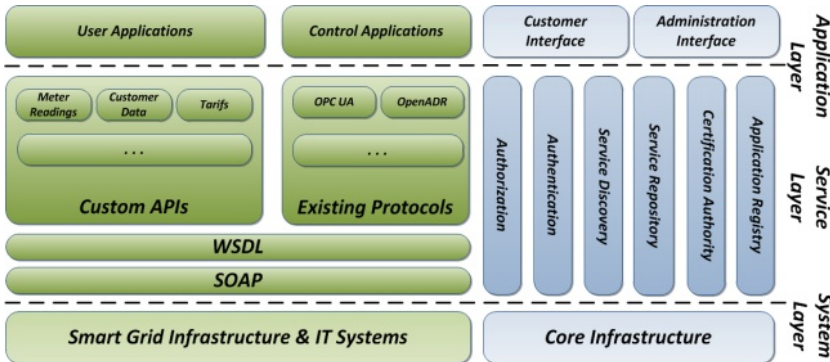 User Applications
Control Applications
Customer
Interface
Administration
Interface
Application
Layer
Meter
Readings
Customer
Data
Tarifs
. . .
Custom APIs
OPC UA
OpenADR
. . .
Existing Protocols
WSDL
SOAP
Authorization
Authentication
Service Discovery
Service Repository
Certification Authority
Application Registry
Service
Layer
Smart Grid Infrastructure & IT Systems
Core Infrastructure
System
Layer